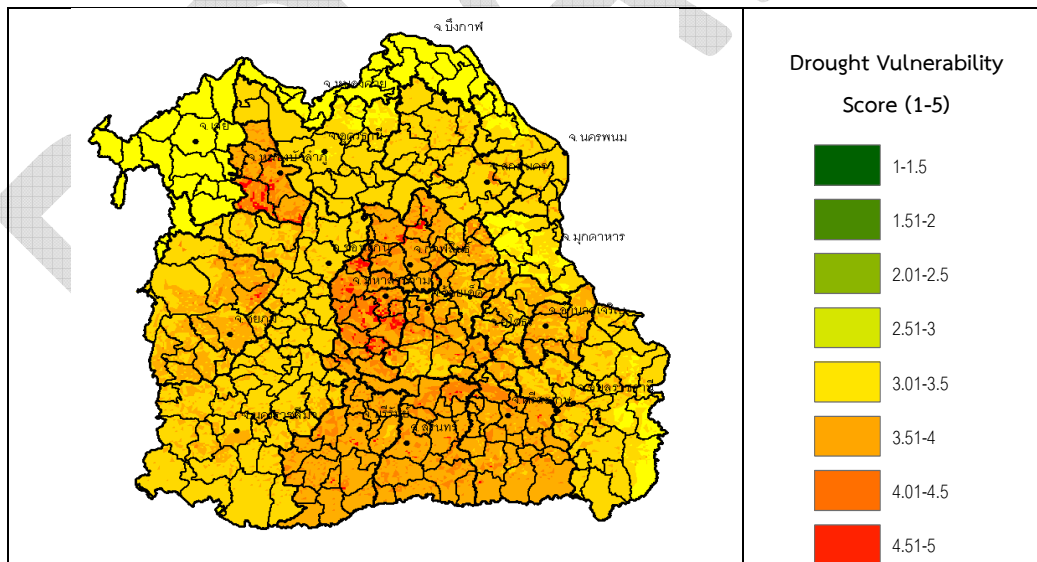 จ.บึงกาฬ
จ.หนองคาย
จ.นครพนม
จ.เลย
จ.อุดรธานี
จ.หนองบัวลำภู
จ.สกลนคร
จ.มุกดาหาร
จ.ขอนแก่น
จ.กาฬสินธุ์
จ.มหาสารคาม
จ.ร้อยเอ็ด
จ.ยโสธร
จ.อำนาจเจริญ
จ.ชัยภูมิ
จ.อุบลราชธานี
จ.นครราชสีมา
จ.บุรีรัมย์
จ.ศรีสะเกษ
จ.สุรินทร์
Drought Vulnerability
Score (1-5)
1-1.5
1.51-2
2.01-2.5
2.51-3
3.01-3.5
3.51-4
4.01-4.5
4.51-5